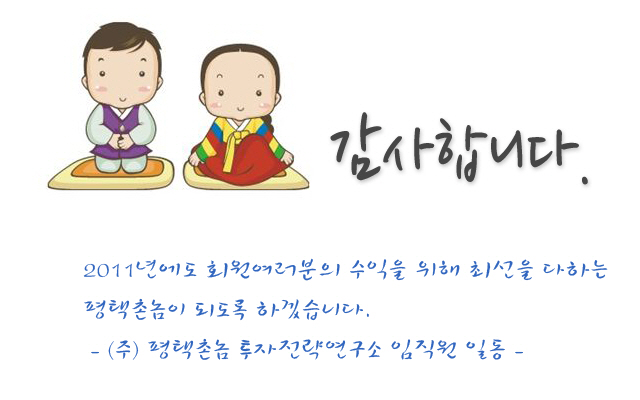 감사합니다.
2011년에도 회원여러분의 수익을 위해 최선을 다하는
평택촌놈이 되도록 하겠습니다.
- (주) 평택촌놈 투자전략연구소 임직원 일동 -